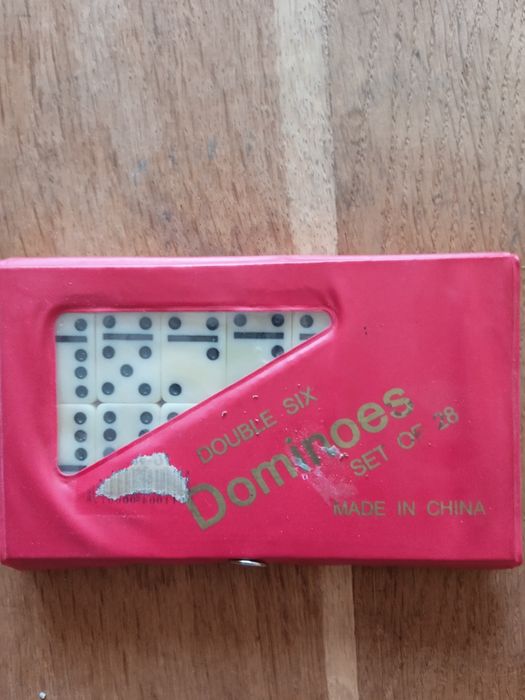 DOUBLE SIX
Dominoes
SET OF 28
MADE IN CHINA